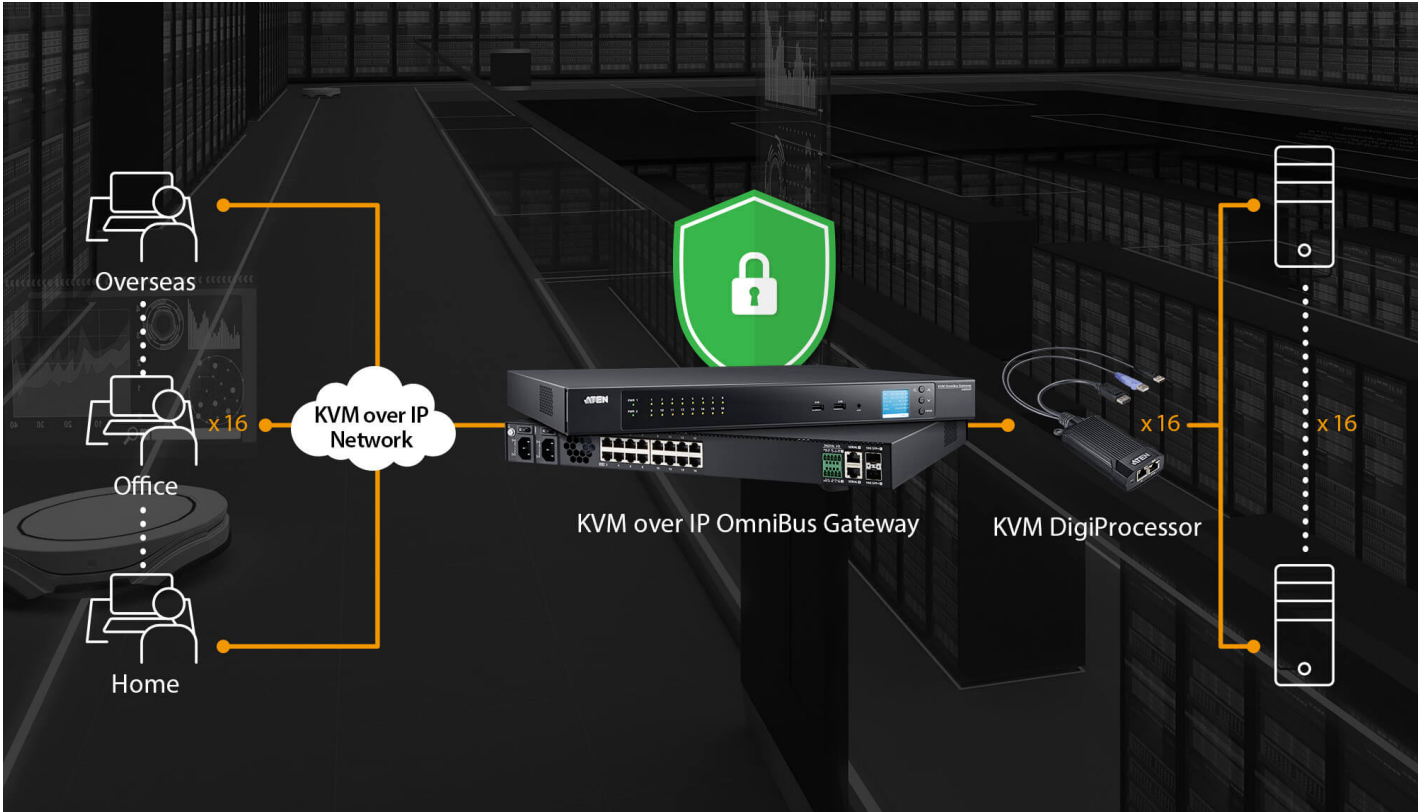 Overseas
Office
Home
x 16
KVM over IP
Network
ATEN
KVM over IP OmniBus Gateway
KVM DigiProcessor
ATEN
x 16
x 16